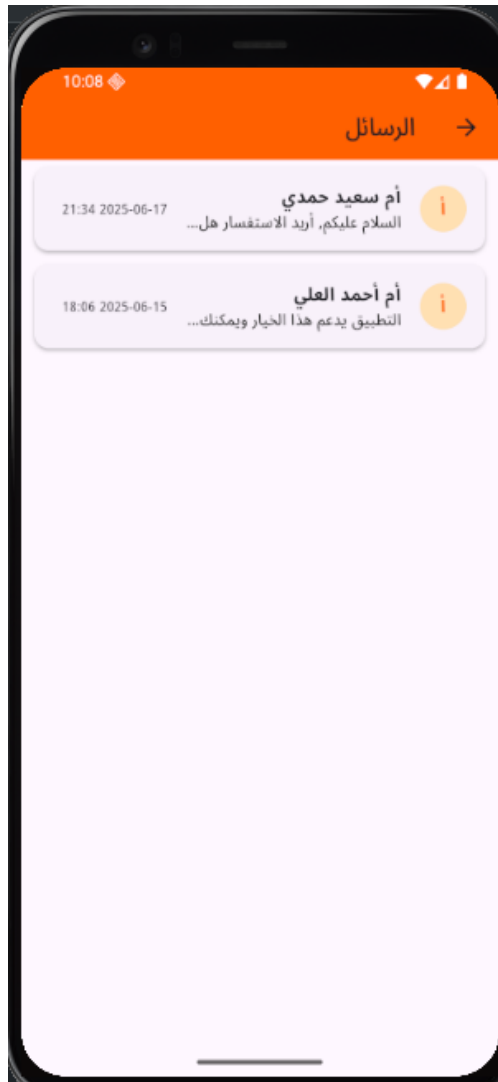 10:08
الرسائل
أ
أم سعيد حمدي
السلام عليكم, أريد الاستفسار هل...
21:34 2025-06-17
أ
أم أحمد العلي
التطبيق يدعم هذا الخيار ويمكنك...
18:06 2025-06-15